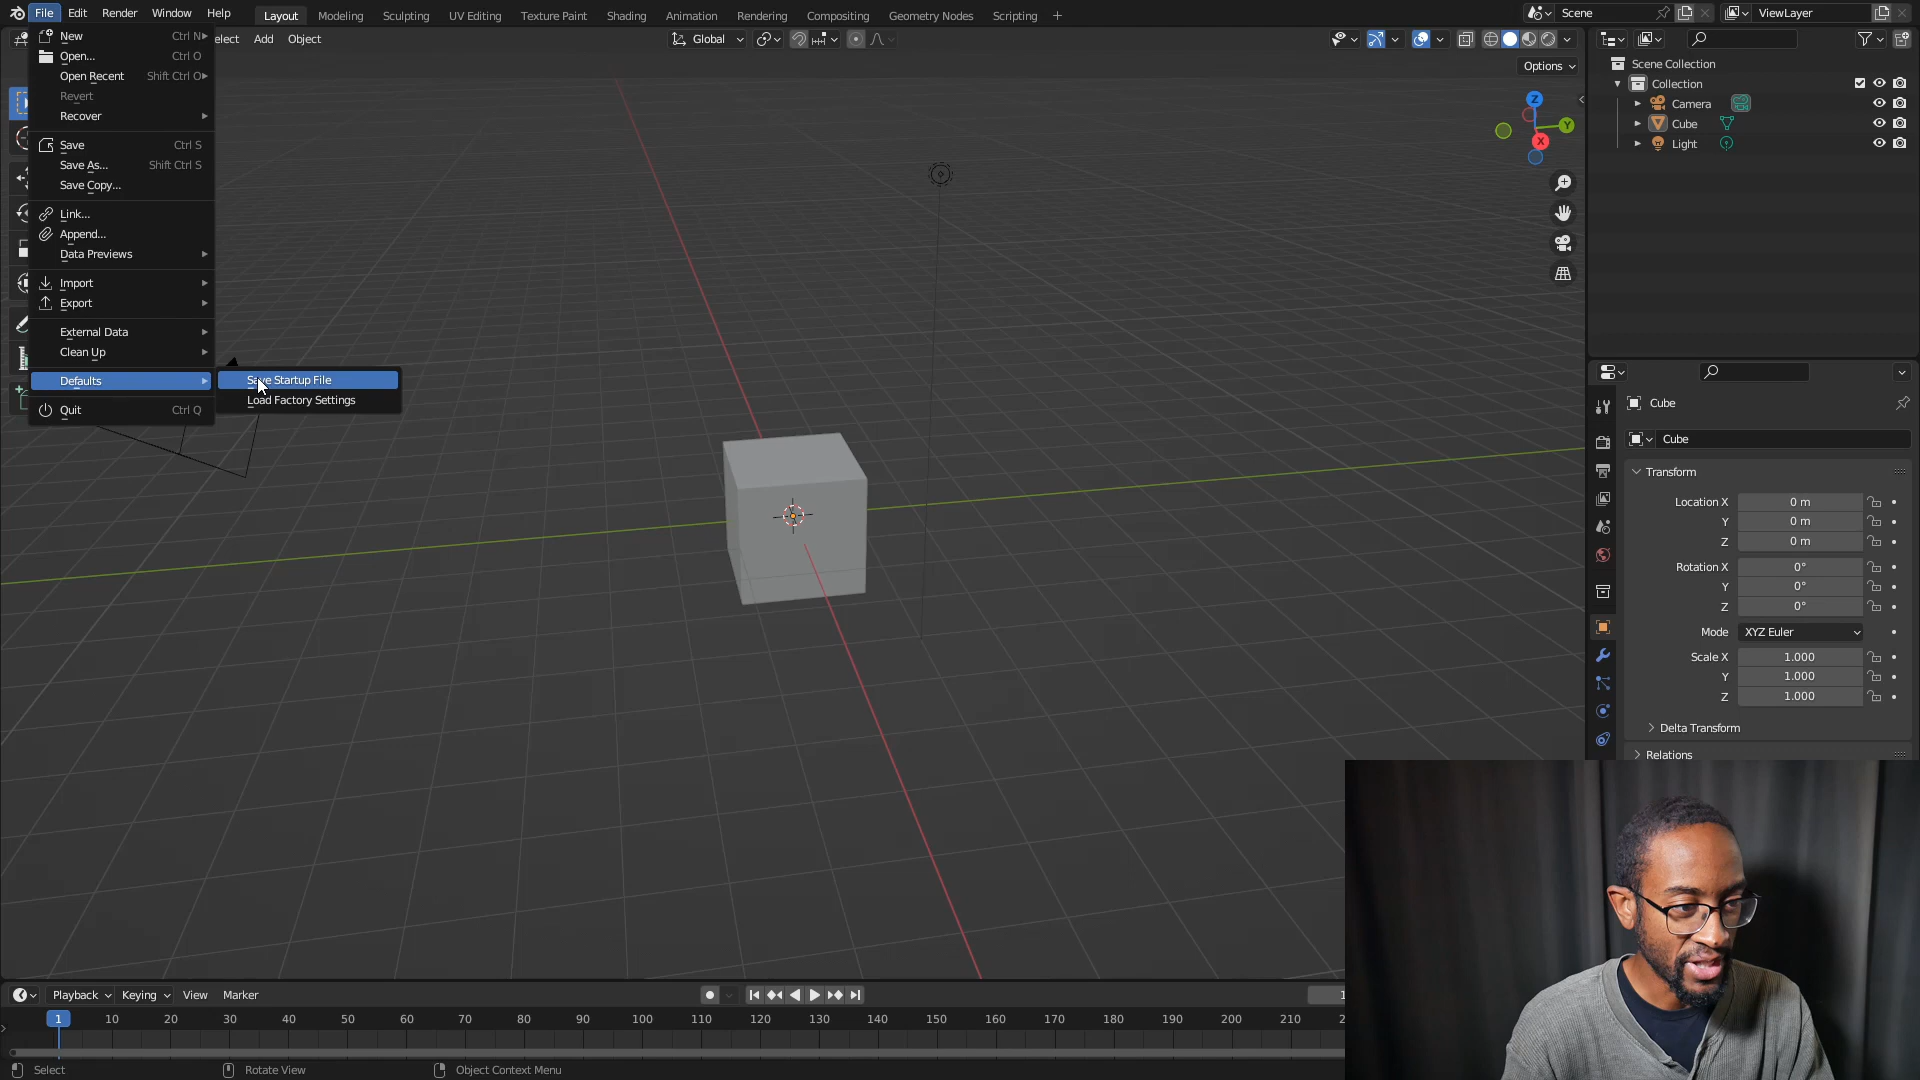 File Edit Render Window Help Layout Modeling Sculpting UV Editing Texture Paint Shading Animation Rendering Compositing Geometry Nodes Scripting + Scene ViewLayer
elect Add Object Global
Options
New Ctrl N
Open... Ctrl O
Open Recent Shift Ctrl O
Revert
Recover
Save Ctrl S
Save As... Shift Ctrl S
Save Copy...
Link...
Append...
Data Previews
Import
Export
External Data
Clean Up
Defaults
Quit Ctrl Q
Save Startup File
Load Factory Settings
Z
Y
X
Scene Collection
Collection
Camera
Cube
Light
Cube
Cube
Transform
Location X 0 m
Y 0 m
Z 0 m
Rotation X 0°
Y 0°
Z 0°
Mode XYZ Euler
Scale X 1.000
Y 1.000
Z 1.000
Delta Transform
Relations
Playback Keying View Marker 1
1 10 20 30 40 50 60 70 80 90 100 110 120 130 140 150 160 170 180 190 200 210 2
Select Rotate View Object Context Menu